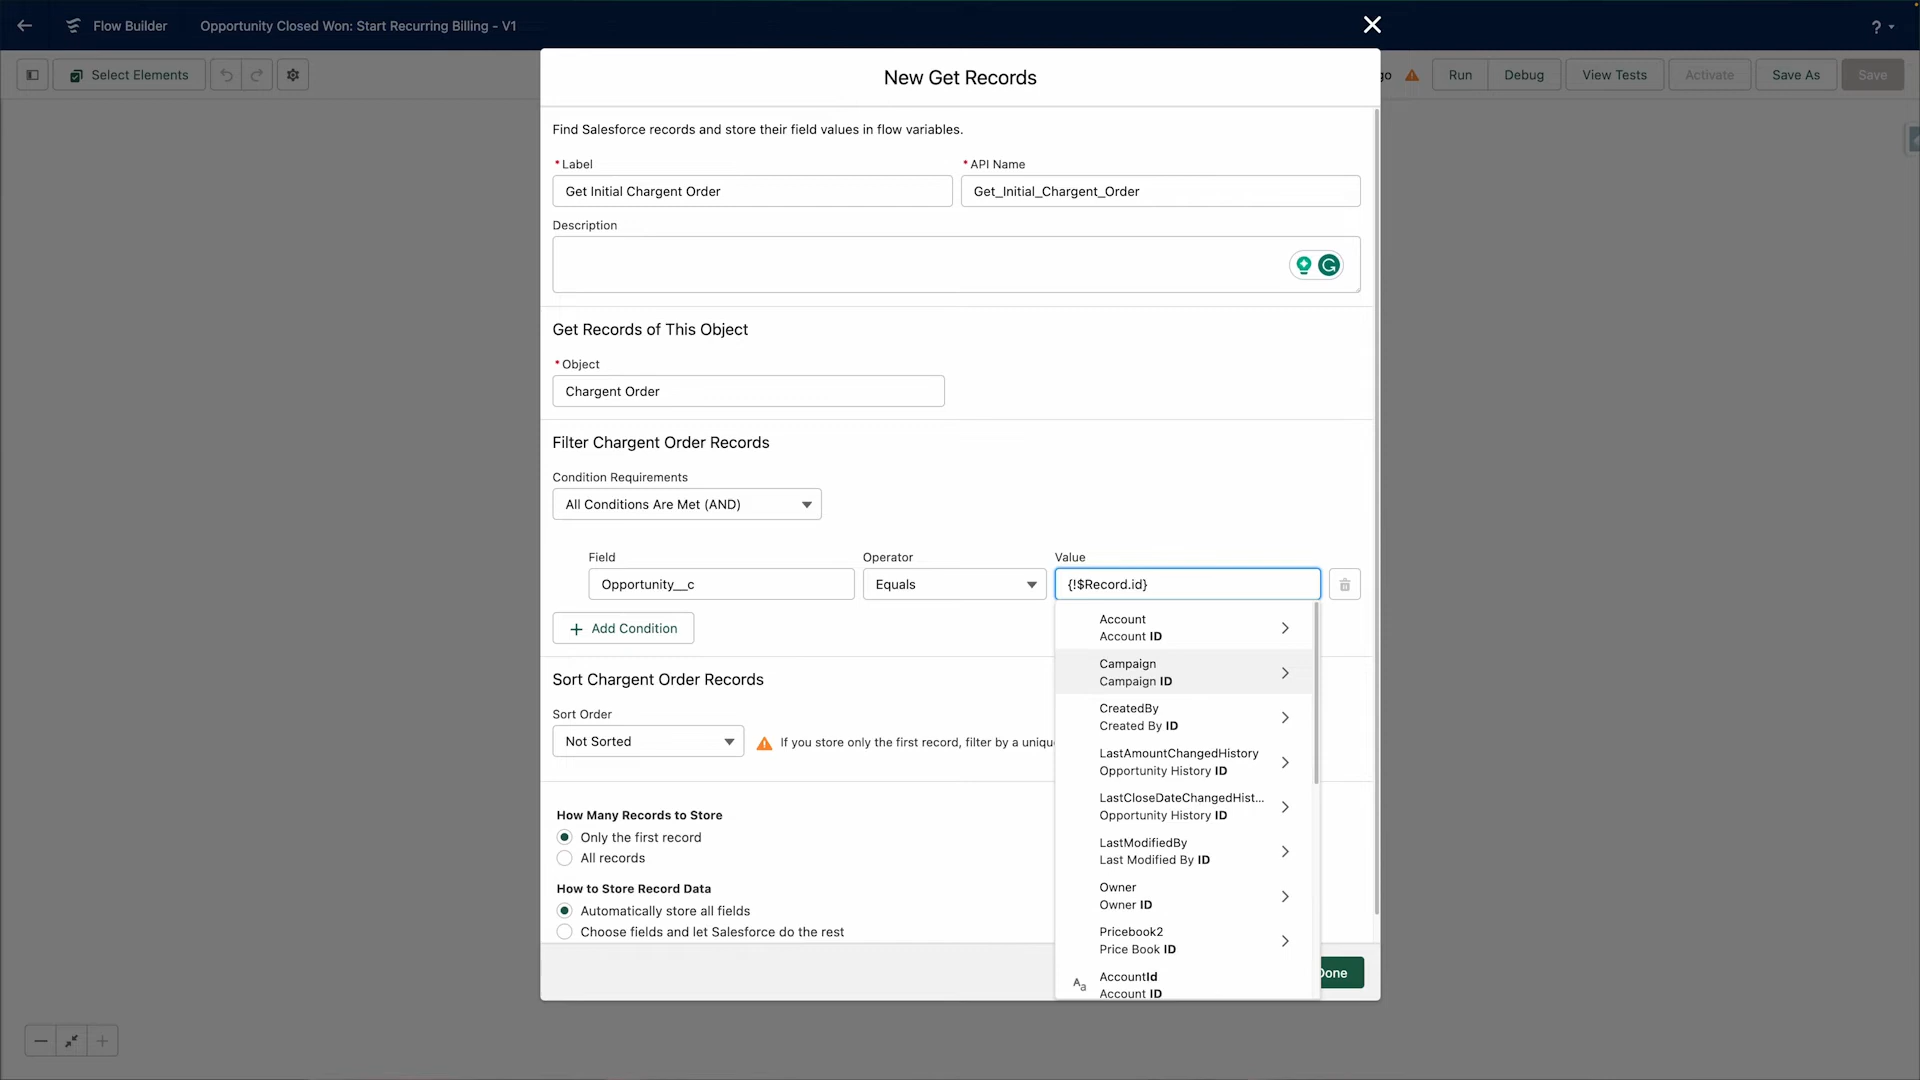 Flow Builder
Opportunity Closed Won: Start Recurring Billing - V1
?
Select Elements
go
Run
Debug
View Tests
Activate
Save As
Save
New Get Records
Find Salesforce records and store their field values in flow variables.
* Label
* API Name
Get Initial Chargent Order
Get_Initial_Chargent_Order
Description
Get Records of This Object
* Object
Chargent Order
Filter Chargent Order Records
Condition Requirements
All Conditions Are Met (AND)
Field
Operator
Value
Opportunity__c
Equals
{!$Record.id}
+ Add Condition
Account
Account ID
Campaign
Campaign ID
CreatedBy
Created By ID
LastAmountChangedHistory
Opportunity History ID
LastCloseDateChangedHist...
Opportunity History ID
LastModifiedBy
Last Modified By ID
Owner
Owner ID
Pricebook2
Price Book ID
Aa
AccountId
Account ID
Sort Chargent Order Records
Sort Order
Not Sorted
If you store only the first record, filter by a uniqu
How Many Records to Store
Only the first record
All records
How to Store Record Data
Automatically store all fields
Choose fields and let Salesforce do the rest
Done